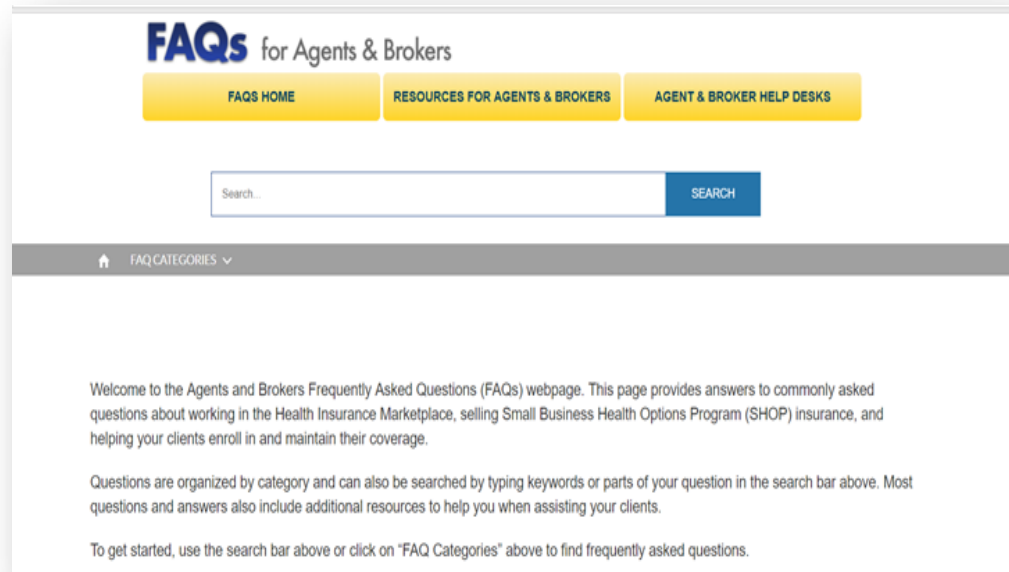 FAQs for Agents & Brokers
FAQS HOME RESOURCES FOR AGENTS & BROKERS AGENT & BROKER HELP DESKS
Search... SEARCH
FAQ CATEGORIES
Welcome to the Agents and Brokers Frequently Asked Questions (FAQs) webpage. This page provides answers to commonly asked
questions about working in the Health Insurance Marketplace, selling Small Business Health Options Program (SHOP) insurance, and
helping your clients enroll in and maintain their coverage.
Questions are organized by category and can also be searched by typing keywords or parts of your question in the search bar above. Most
questions and answers also include additional resources to help you when assisting your clients.
To get started, use the search bar above or click on “FAQ Categories” above to find frequently asked questions.